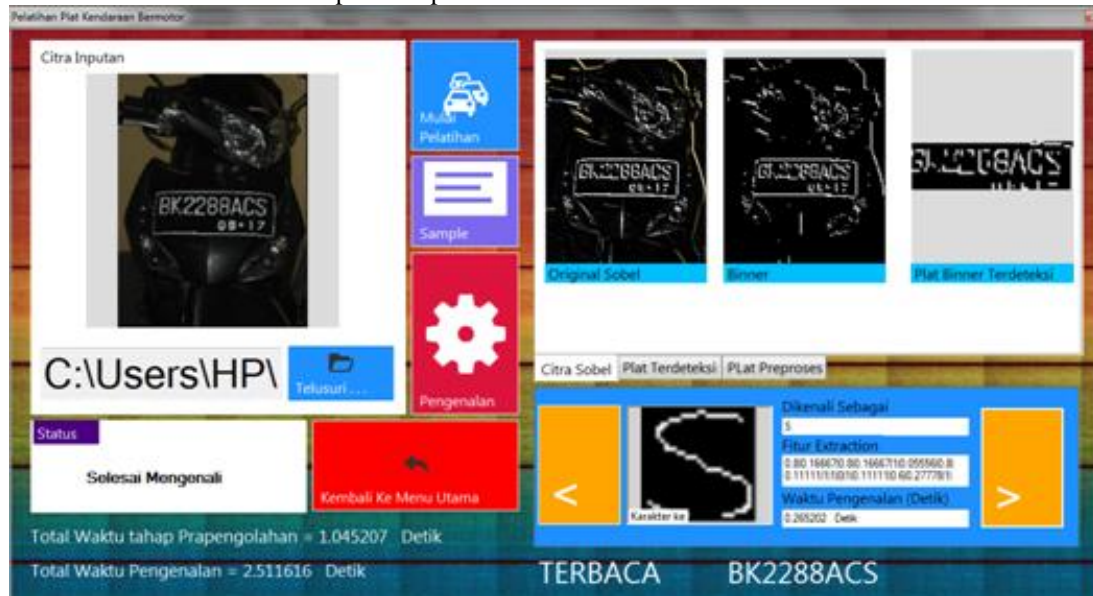 Pelatihan Plat Kendaraan Bermotor
Citra Inputan
BK2288ACS
08•17
C:\Users\HP\
Telusuri . . .
Mulai
Pelatihan
Sample
Pengenalan
Status
Selesai Mengenali
Kembali Ke Menu Utama
Total Waktu tahap Prapengolahan = 1.045207 Detik
Total Waktu Pengenalan = 2.511616 Detik
Original Sobel
Binner
Plat Binner Terdeteksi
Citra Sobel
Plat Terdeteksi
PLat Preproses
<
Karakter ke
Dikenali Sebagai
S
Fitur Extraction
Waktu Pengenalan (Detik)
0.265202 Detik
>
TERBACA BK2288ACS